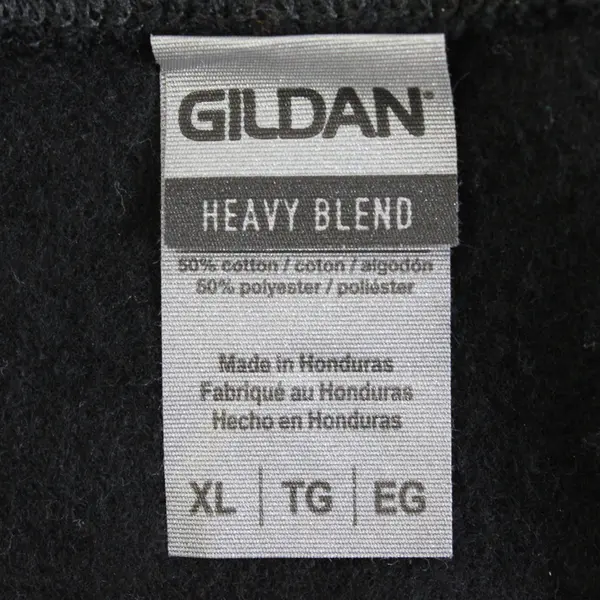 GILDAN
HEAVY BLEND
50% cotton / coton / algodón
50% polyester / poliéster
Made in Honduras
Fabriqué au Honduras
Hecho en Honduras
XL | TG | EG